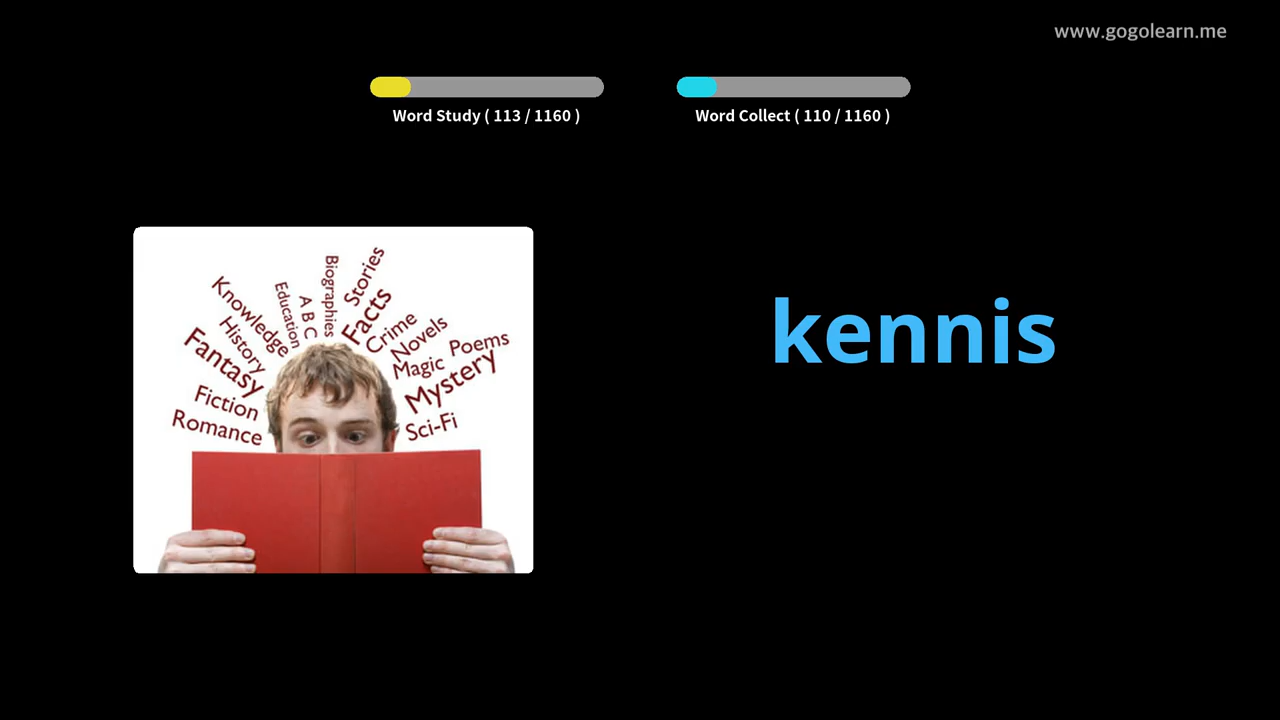 www.gogolearn.me
Word Study ( 113 / 1160 )
Word Collect ( 110 / 1160 )
Biographies
Stories
Education
A B C
Facts
Knowledge
Crime
History
Novels
Poems
Fantasy
Magic
Mystery
Fiction
Romance
Sci-Fi
kennis